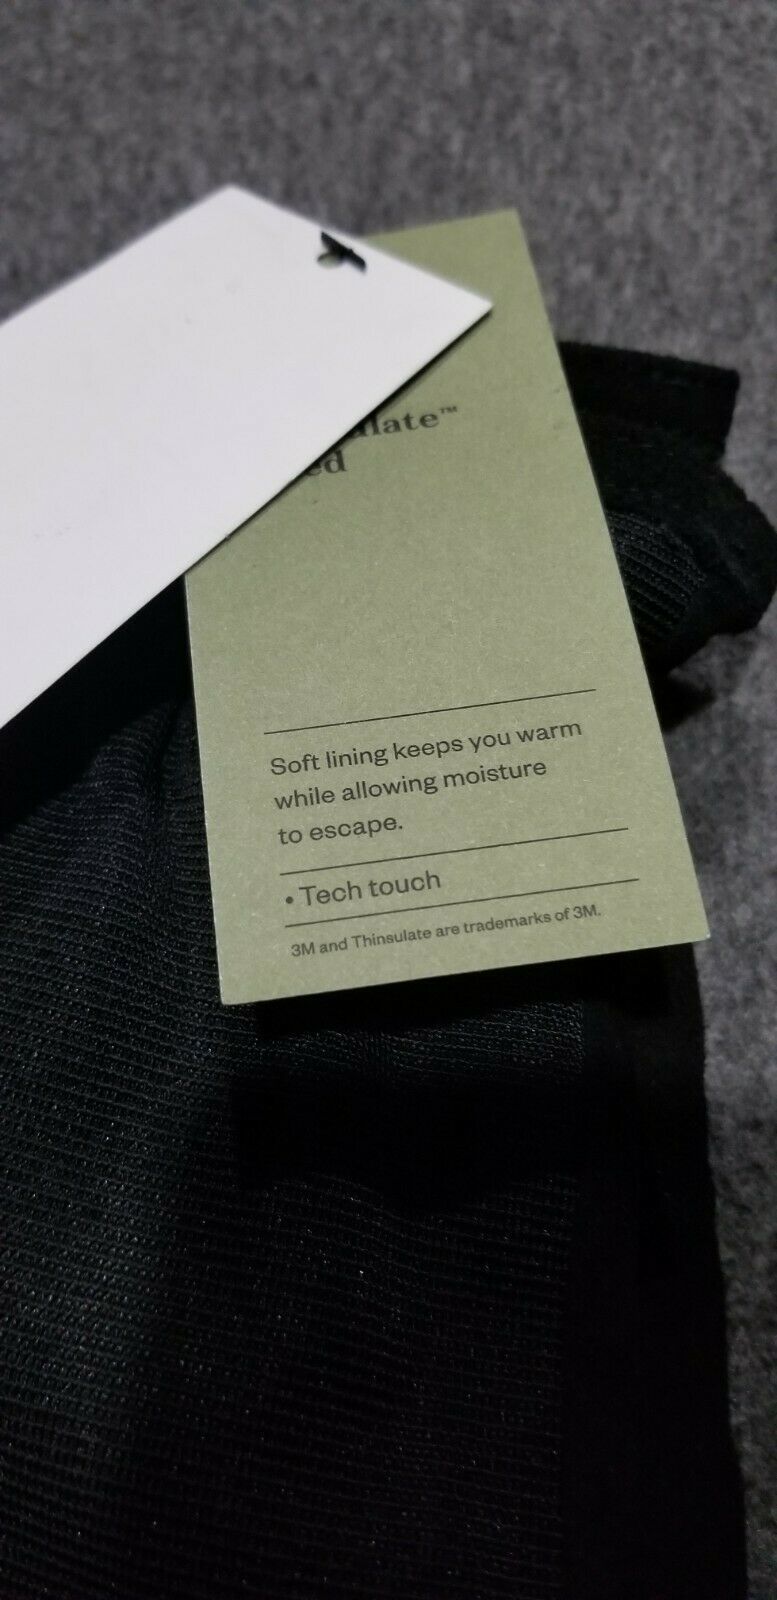 Soft lining keeps you warm
while allowing moisture
to escape.
• Tech touch
3M and Thinsulate are trademarks of 3M.